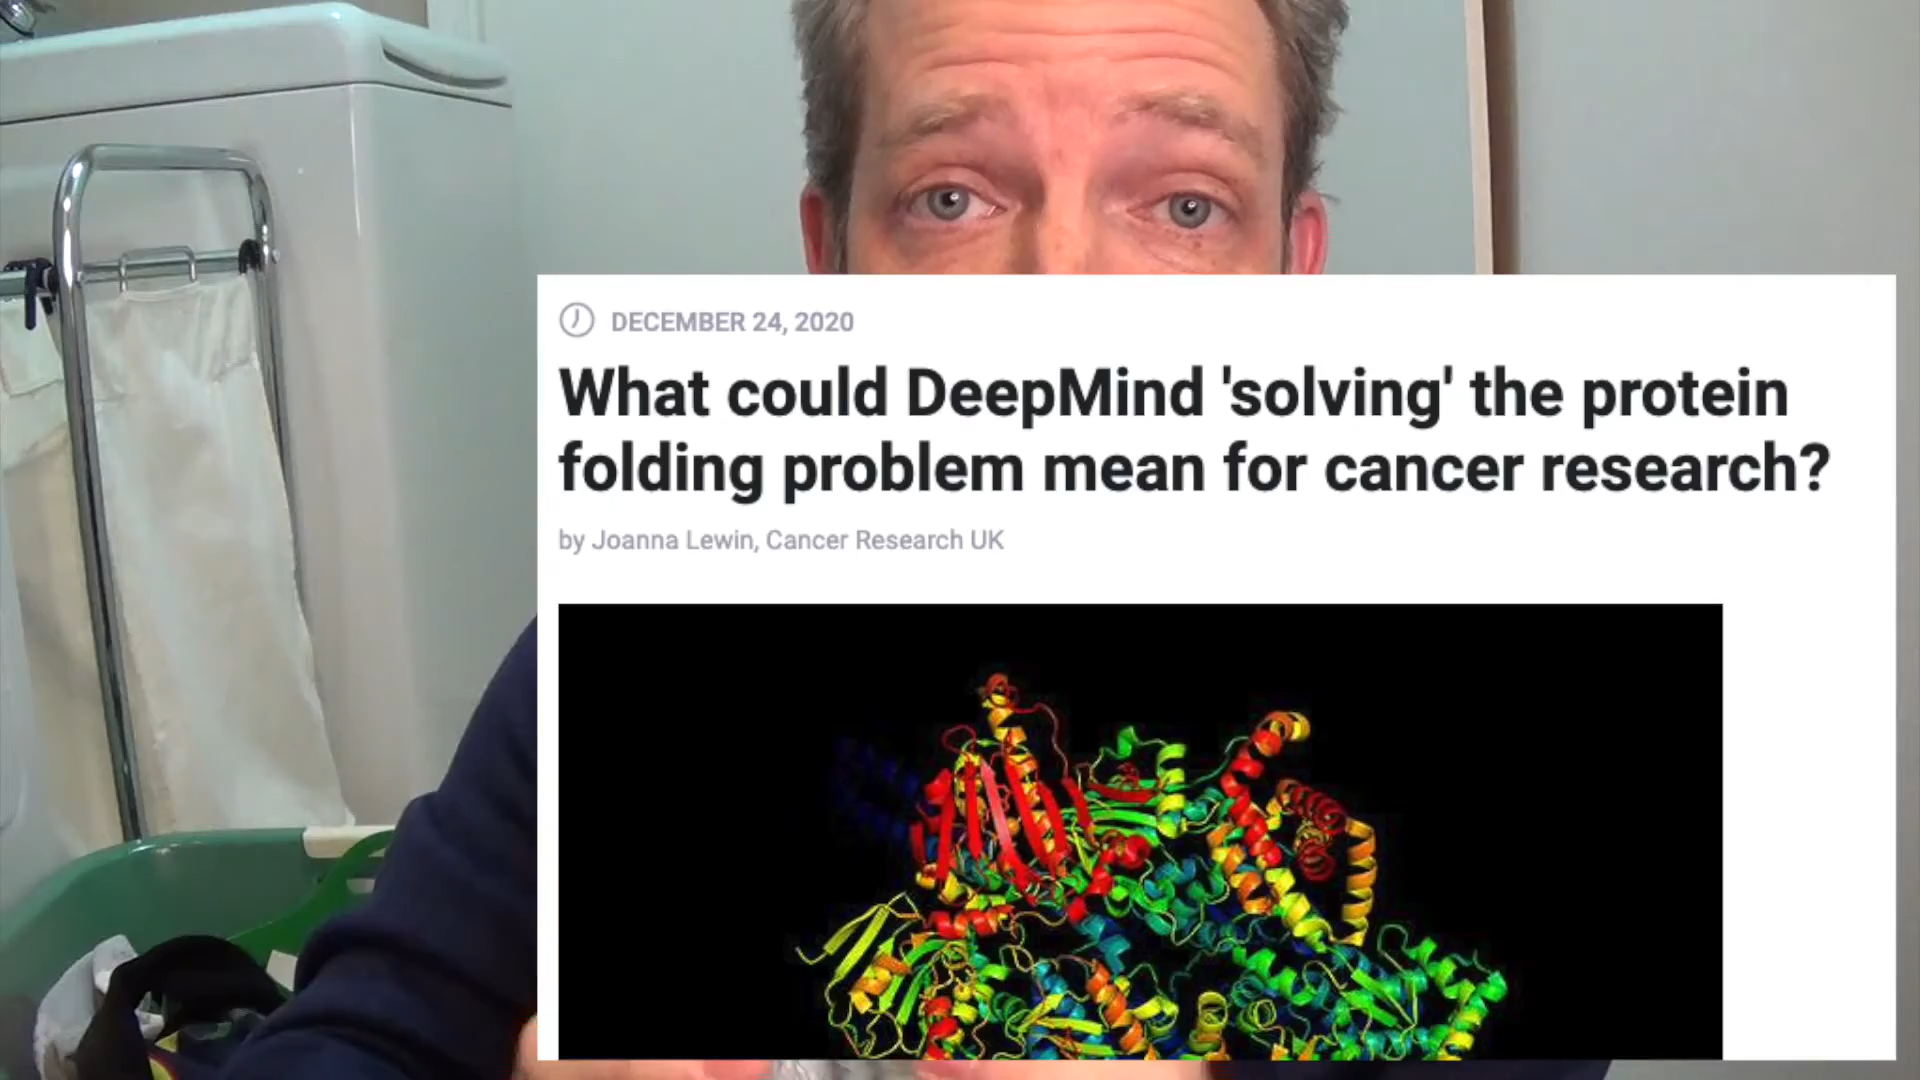 DECEMBER 24, 2020
What could DeepMind 'solving' the protein
folding problem mean for cancer research?
by Joanna Lewin, Cancer Research UK